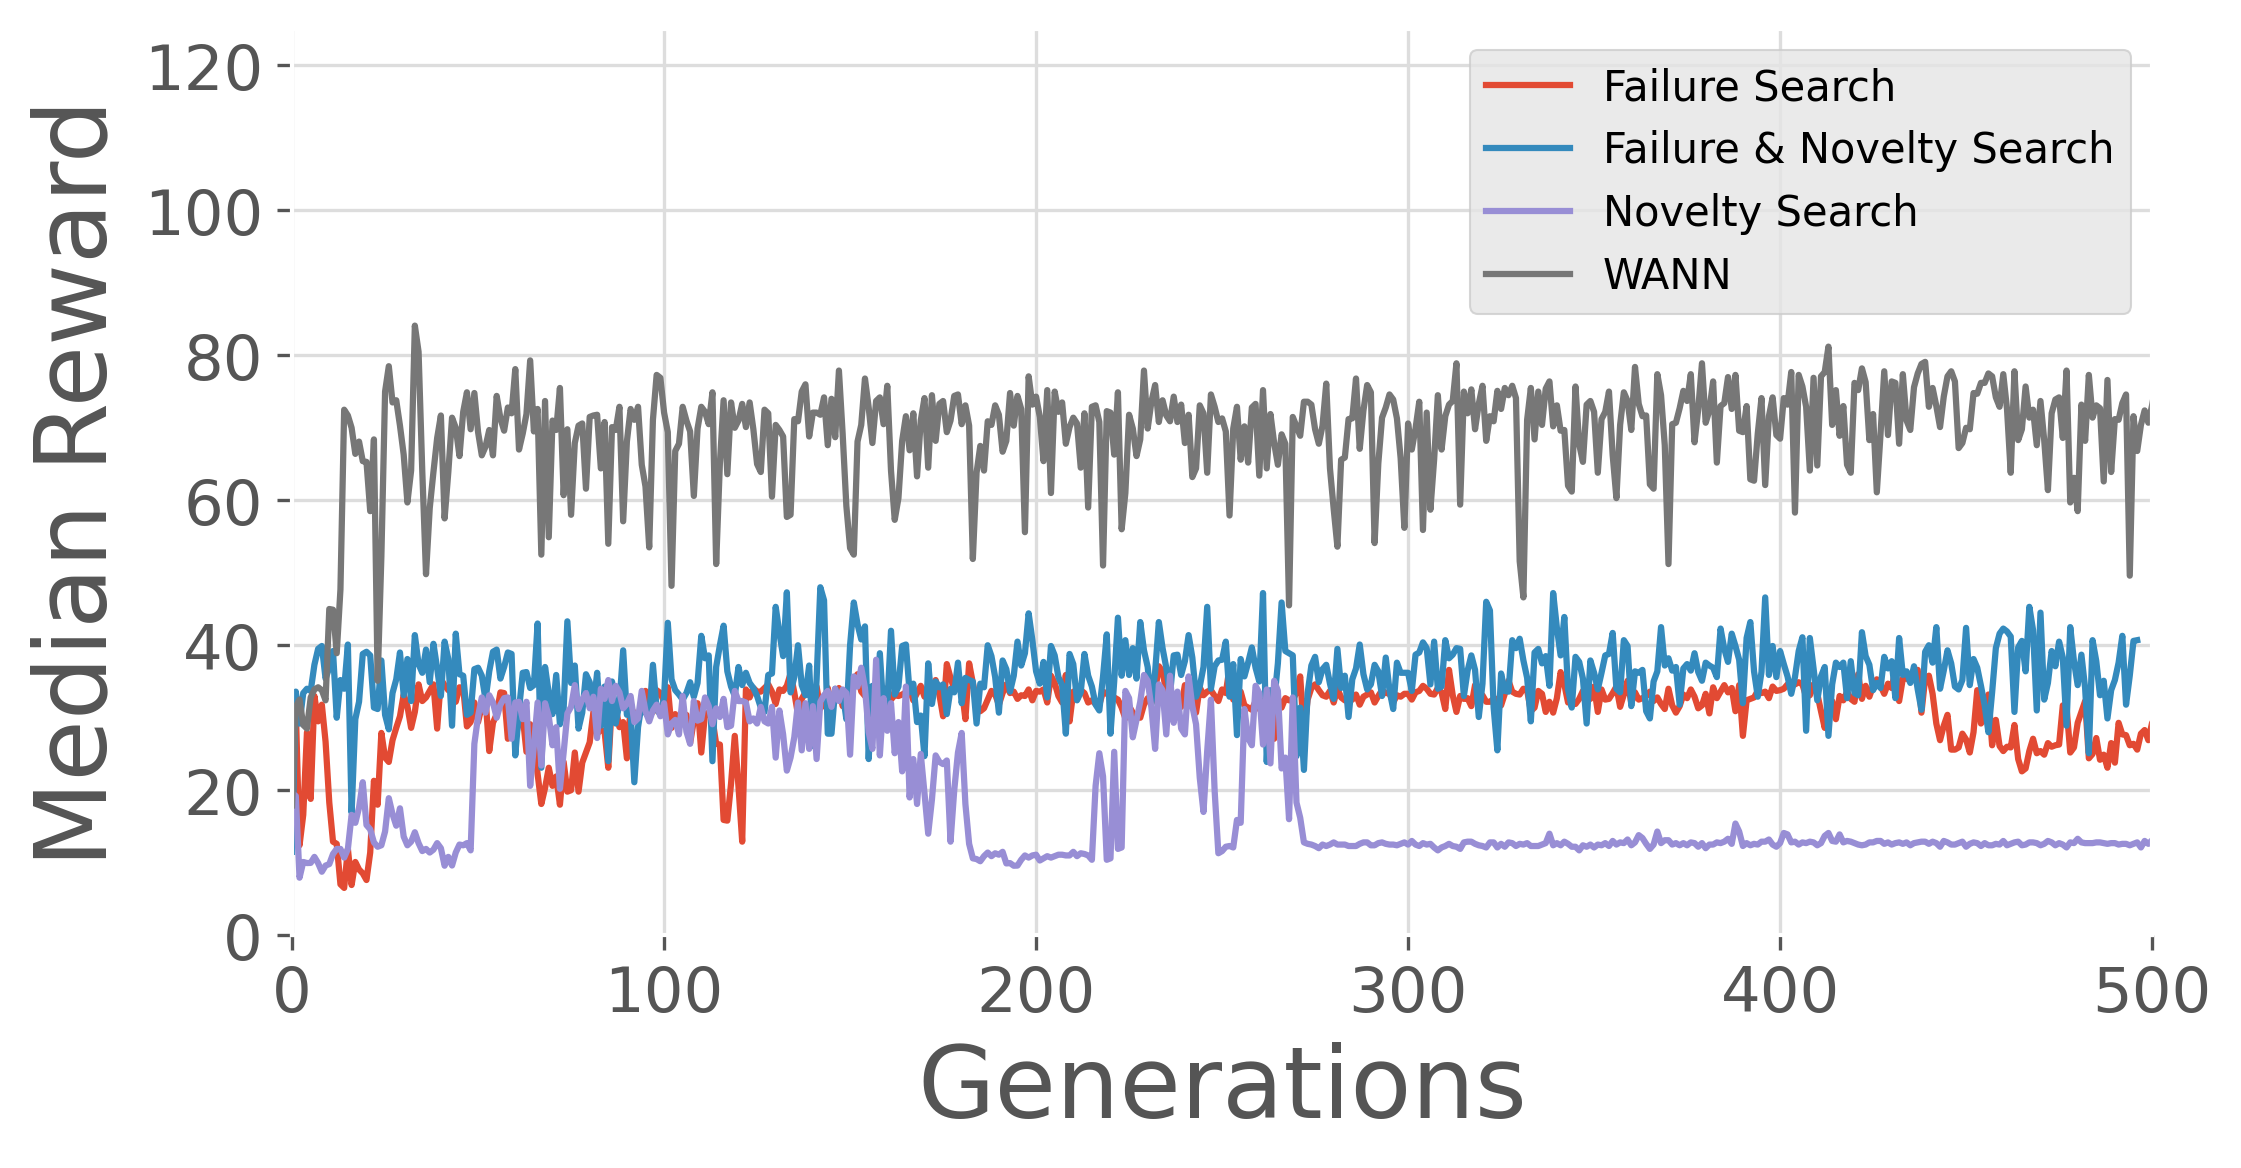 Median Reward
120
100
80
60
40
20
0
Failure Search
Failure & Novelty Search
Novelty Search
WANN
0 100 200 300 400 500
Generations